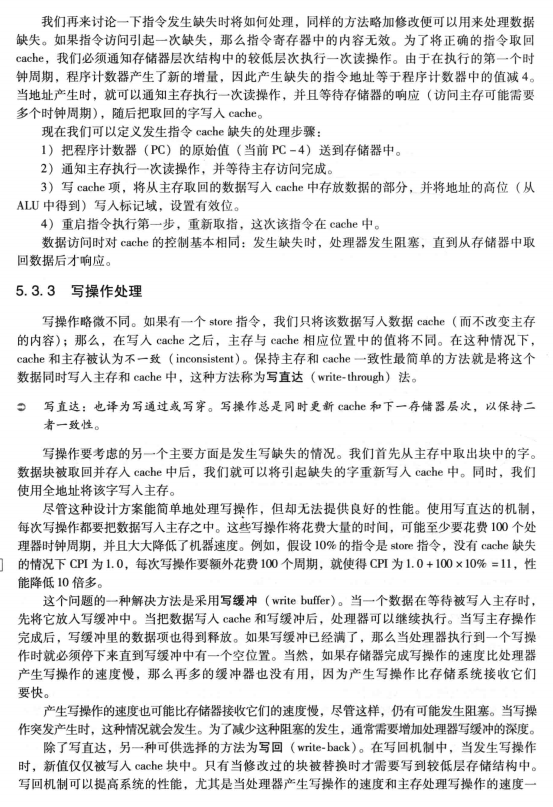 我们再来讨论一下指令发生缺失时将如何处理，同样的方法略加修改便可以用来处理数据
缺失。如果指令访问引起一次缺失，那么指令寄存器中的内容无效。为了将正确的指令取回
cache，我们必须通知存储器层次结构中的较低层次执行一次读操作。由于在执行的第一个时
钟周期，程序计数器产生了新的增量，因此产生缺失的指令地址等于程序计数器中的值减 4。
当地址产生时，就可以通知主存执行一次读操作，并且等待存储器的响应（访问主存可能需要
多个时钟周期），随后把取回的字写入 cache。
现在我们可以定义发生指令 cache 缺失的处理步骤：
1）把程序计数器（PC）的原始值（当前 PC－4）送到存储器中。
2）通知主存执行一次读操作，并等待主存访问完成。
3）写 cache 项，将从主存取回的数据写入 cache 中存放数据的部分，并将地址的高位（从
ALU 中得到）写入标记域，设置有效位。
4）重启指令执行第一步，重新取指，这次该指令在 cache 中。
数据访问时对 cache 的控制基本相同：发生缺失时，处理器发生阻塞，直到从存储器中取
回数据后才响应。
5.3.3 写操作处理
写操作略微不同。如果有一个 store 指令，我们只将该数据写入数据 cache（而不改变主存
的内容）；那么，在写入 cache 之后，主存与 cache 相应位置中的值将不同。在这种情况下，
cache 和主存被认为不一致（inconsistent）。保持主存和 cache 一致性最简单的方法就是将这个
数据同时写入主存和 cache 中，这种方法称为写直达（write-through）法。
⊃ 写直达：也译为写通过或写穿。写操作总是同时更新 cache 和下一存储器层次，以保持二
者一致性。
写操作要考虑的另一个主要方面是发生写缺失的情况。我们首先从主存中取出块中的字。
数据块被取回并存入 cache 中后，我们就可以将引起缺失的字重新写入 cache 中。同时，我们
使用全地址将该字写入主存。
尽管这种设计方案能简单地处理写操作，但却无法提供良好的性能。使用写直达的机制，
每次写操作都要把数据写入主存之中。这些写操作将花费大量的时间，可能至少要花费 100 个处
理器时钟周期，并且大大降低了机器速度。例如，假设 10% 的指令是 store 指令，没有 cache 缺失
的情况下 CPI 为 1.0，每次写操作要额外花费 100 个周期，就使得 CPI 为 1.0 + 100 × 10% = 11，性
能降低 10 倍多。
这个问题的一种解决方法是采用写缓冲（write buffer）。当一个数据在等待被写入主存时，
先将它放入写缓冲中。当把数据写入 cache 和写缓冲后，处理器可以继续执行。当写主存操作
完成后，写缓冲里的数据项也得到释放。如果写缓冲已经满了，那么当处理器执行到一个写操
作时就必须停下来直到写缓冲中有一个空位置。当然，如果存储器完成写操作的速度比处理器
产生写操作的速度慢，那么再多的缓冲器也没有用，因为产生写操作比存储系统接收它们
要快。
产生写操作的速度也可能比存储器接收它们的速度慢，尽管这样，仍有可能发生阻塞。当写操
作突发产生时，这种情况就会发生。为了减少这种阻塞的发生，通常需要增加处理器写缓冲的深度。
除了写直达，另一种可供选择的方法为写回（write-back）。在写回机制中，当发生写操作
时，新值仅仅被写入 cache 块中。只有当修改过的块被替换时才需要写到较低层存储结构中。
写回机制可以提高系统的性能，尤其是当处理器产生写操作的速度和主存处理写操作的速度一